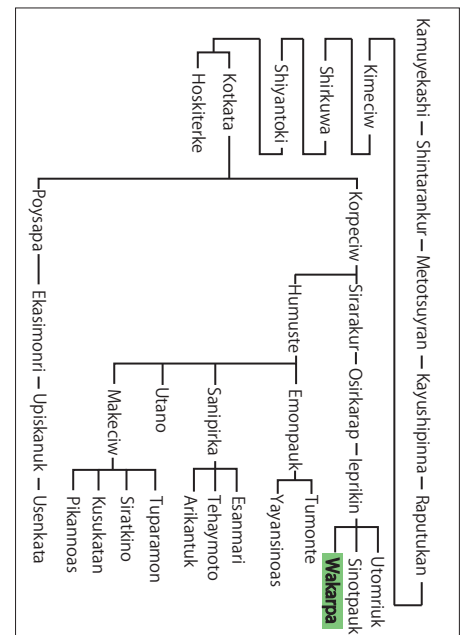 Kamuyekashi – Shintarankur – Metotsuyran – Kayushipinna – Raputukan
Kimeciw
Shirkuwa
Shiyantoki
Kotkata
Hoskiterke
Korpeciw – Sirarakur – Osirkarap – Ieprikin
Utomriuk
Sinotpauk
Wakarpa
Humuste
Emonpauk
Tumonte
Yayansinoas
Sanipirka
Esanmari
Tehaymoto
Arikantuk
Utano
Makeciw
Tuparamon
Siratkino
Kusukatan
Pikannoas
Poysapa – Ekasimonri – Upiskanuk – Usenkata